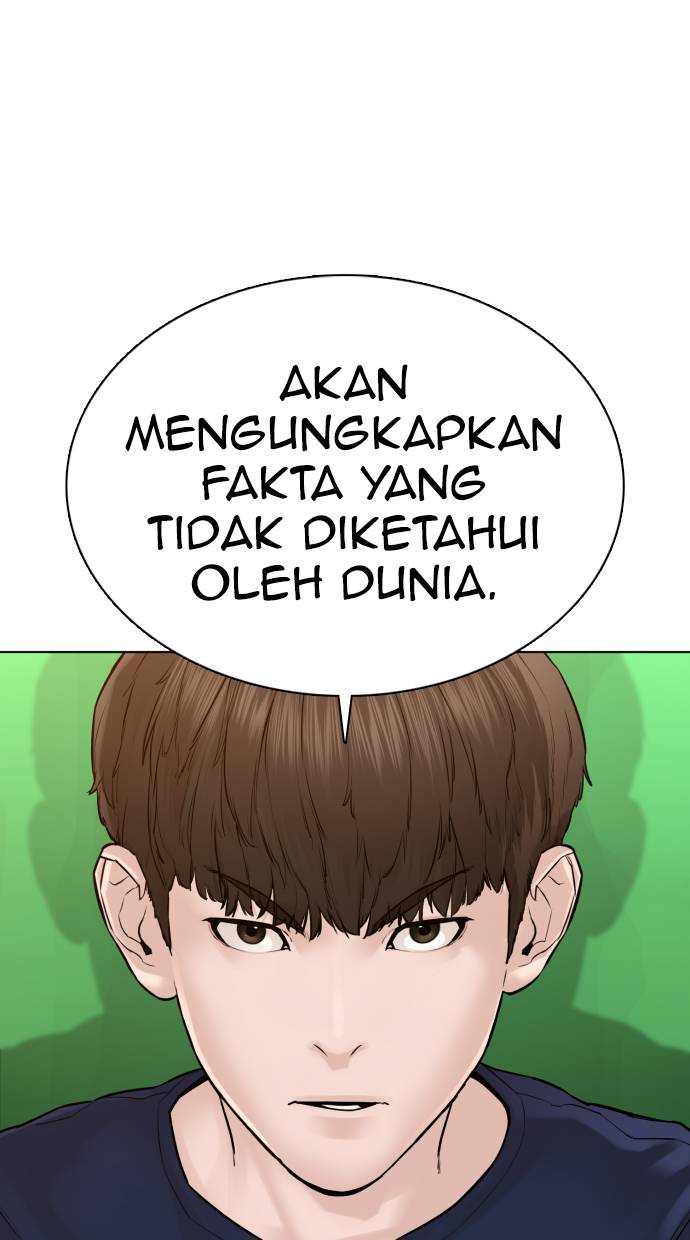 AKAN
MENGUNGKAPKAN
FAKTA YANG
TIDAK DIKETAHUI
OLEH DUNIA.